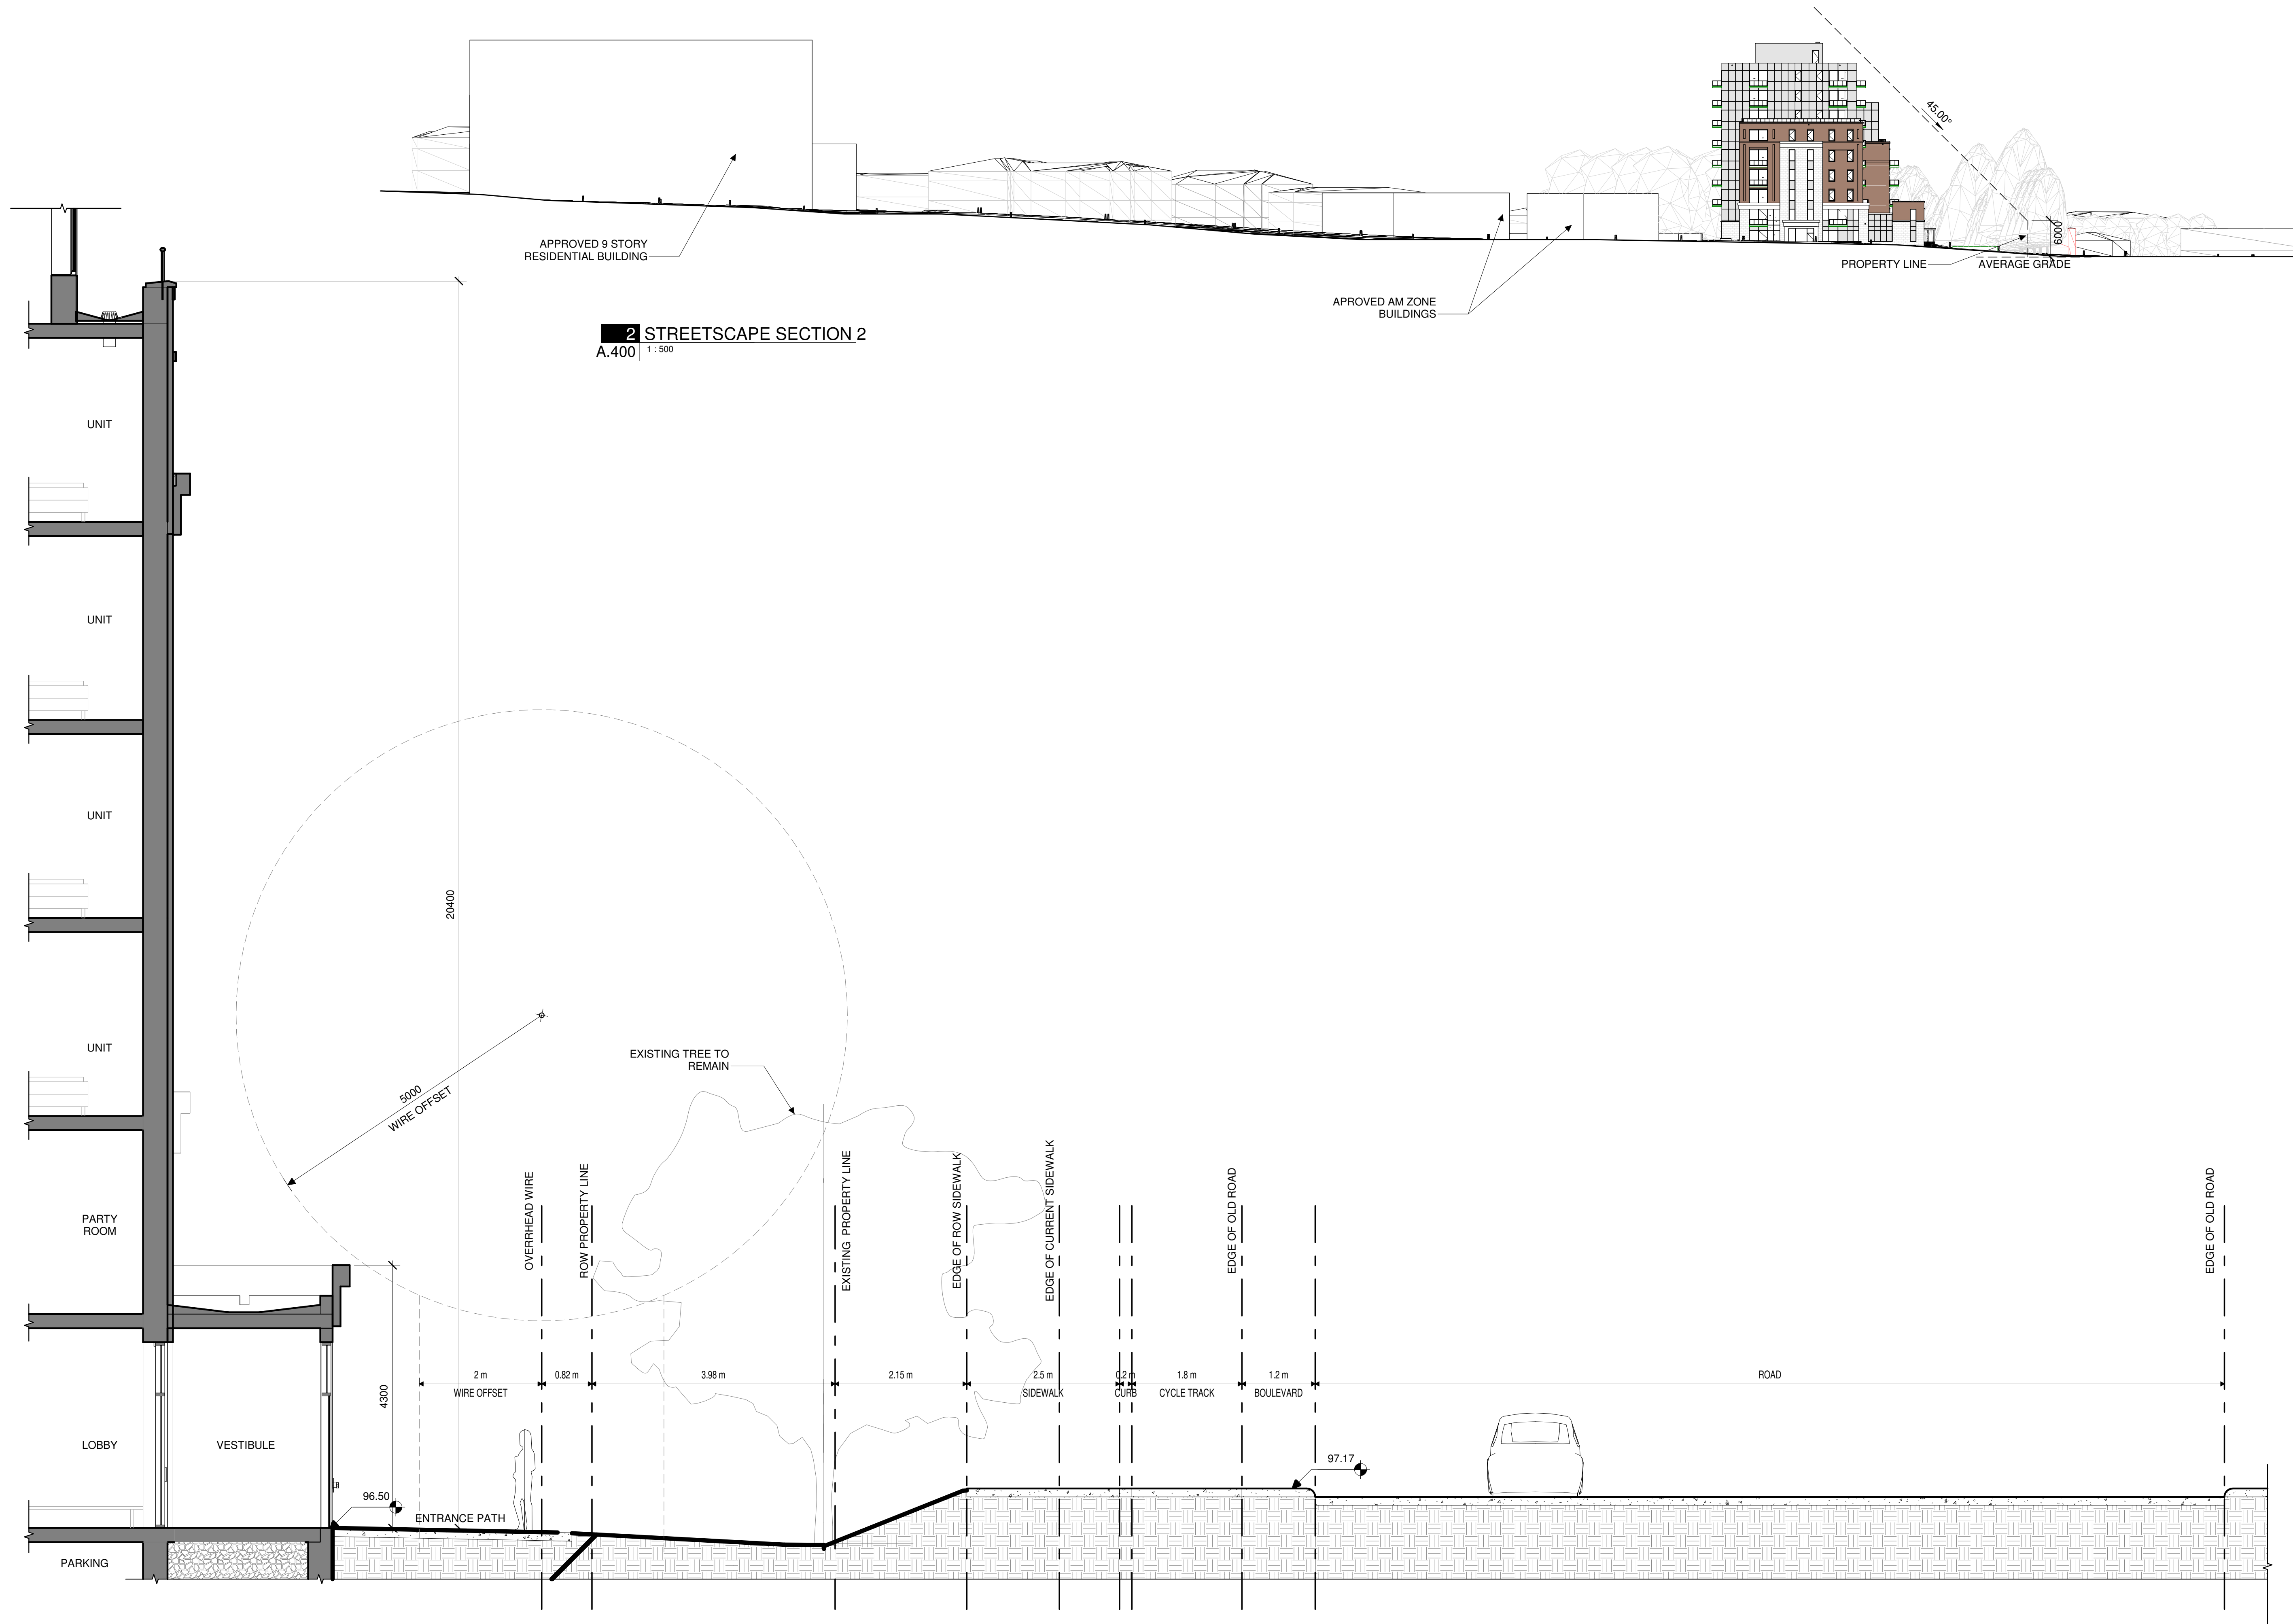 45.00°
6000
APPROVED 9 STORY
RESIDENTIAL BUILDING
PROPERTY LINE
AVERAGE GRADE
APROVED AM ZONE
BUILDINGS
2 STREETSCAPE SECTION 2
A.400 1 : 500
UNIT
UNIT
UNIT
UNIT
PARTY
ROOM
LOBBY
VESTIBULE
PARKING
20400
5000
WIRE OFFSET
EXISTING TREE TO
REMAIN
OVERRHEAD WIRE
ROW PROPERTY LINE
EXISTING PROPERTY LINE
EDGE OF ROW SIDEWALK
EDGE OF CURRENT SIDEWALK
EDGE OF OLD ROAD
EDGE OF OLD ROAD
4300
2 m
WIRE OFFSET
0.82 m
3.98 m
2.15 m
2.5 m
SIDEWALK
0.2 m
CURB
1.8 m
CYCLE TRACK
1.2 m
BOULEVARD
ROAD
96.50
ENTRANCE PATH
97.17